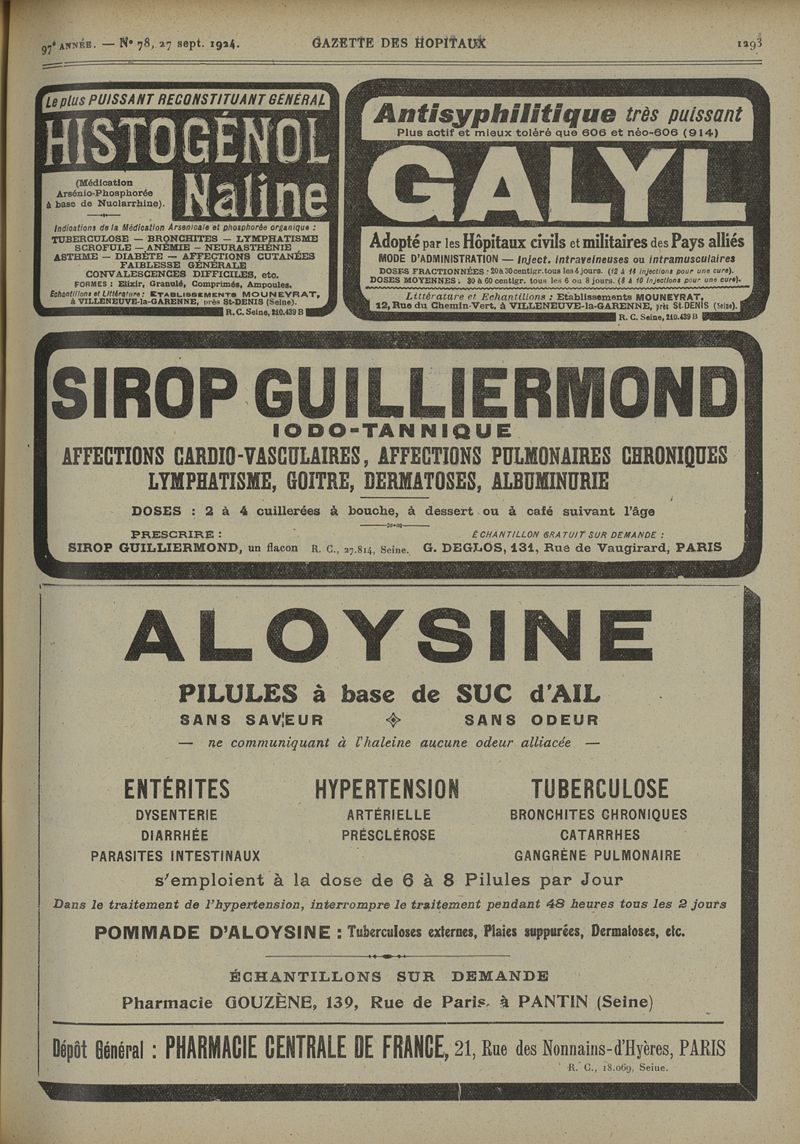 97ᵉ ANNÉE. — Nº 78, 27 sept. 1924.
GAZETTE DES HOPITAUX
1293
Le plus PUISSANT RECONSTITUANT GÉNÉRAL
HISTOGÉNOL
(Médication
Arsénio-Phosphorée
à base de Nuclarrhine).
Naline
Indications de la Médication Arsenicale et phosphorée organique :
TUBERCULOSE — BRONCHITES — LYMPHATISME
SCROFULE — ANÉMIE — NEURASTHÉNIE
ASTHME — DIABÈTE — AFFECTIONS CUTANÉES
FAIBLESSE GÉNÉRALE
CONVALESCENCES DIFFICILES, etc.
FORMES : Elixir, Granulé, Comprimés, Ampoules.
Echantillons et Littérature : ETABLISSEMENTS MOUNEYRAT,
à VILLENEUVE-la-GARENNE, près St-DENIS (Seine).
R. C. Seine, 210.439 B
Antisyphilitique très puissant
Plus actif et mieux toléré que 606 et néo-606 (914)
GALYL
Adopté par les Hôpitaux civils et militaires des Pays alliés
MODE D'ADMINISTRATION — Inject. intraveineuses ou intramusculaires
DOSES FRACTIONNÉES : 20 à 30 centigr. tous les 4 jours. (12 à 14 injections pour une cure).
DOSES MOYENNES : 30 à 60 centigr. tous les 6 ou 8 jours. (8 à 10 injections pour une cure).
Littérature et Echantillons : Etablissements MOUNEYRAT,
12, Rue du Chemin-Vert, à VILLENEUVE-la-GARENNE, près St-DENIS (Seine).
R. C. Seine, 210.439 B
SIROP GUILLIERMOND
IODO-TANNIQUE
AFFECTIONS CARDIO-VASCULAIRES, AFFECTIONS PULMONAIRES CHRONIQUES
LYMPHATISME, GOITRE, DERMATOSES, ALBUMINURIE
DOSES : 2 à 4 cuillerées à bouche, à dessert ou à café suivant l'âge
PRESCRIRE :
SIROP GUILLIERMOND, un flacon
R. C., 27.814, Seine.
ÉCHANTILLON GRATUIT SUR DEMANDE :
G. DEGLOS, 131, Rue de Vaugirard, PARIS
ALOYSINE
PILULES à base de SUC d'AIL
SANS SAVEUR SANS ODEUR
— ne communiquant à l'haleine aucune odeur alliacée —
ENTÉRITES
DYSENTERIE
DIARRHÉE
PARASITES INTESTINAUX
HYPERTENSION
ARTÉRIELLE
PRÉSCLÉROSE
TUBERCULOSE
BRONCHITES CHRONIQUES
CATARRHES
GANGRÈNE PULMONAIRE
s'emploient à la dose de 6 à 8 Pilules par Jour
Dans le traitement de l'hypertension, interrompre le traitement pendant 48 heures tous les 2 jours
POMMADE D'ALOYSINE : Tuberculoses externes, Plaies suppurées, Dermatoses, etc.
ÉCHANTILLONS SUR DEMANDE
Pharmacie GOUZÈNE, 139, Rue de Paris, à PANTIN (Seine)
Dépôt Général : PHARMACIE CENTRALE DE FRANCE, 21, Rue des Nonnains-d'Hyères, PARIS
R. C., 18.069, Seine.